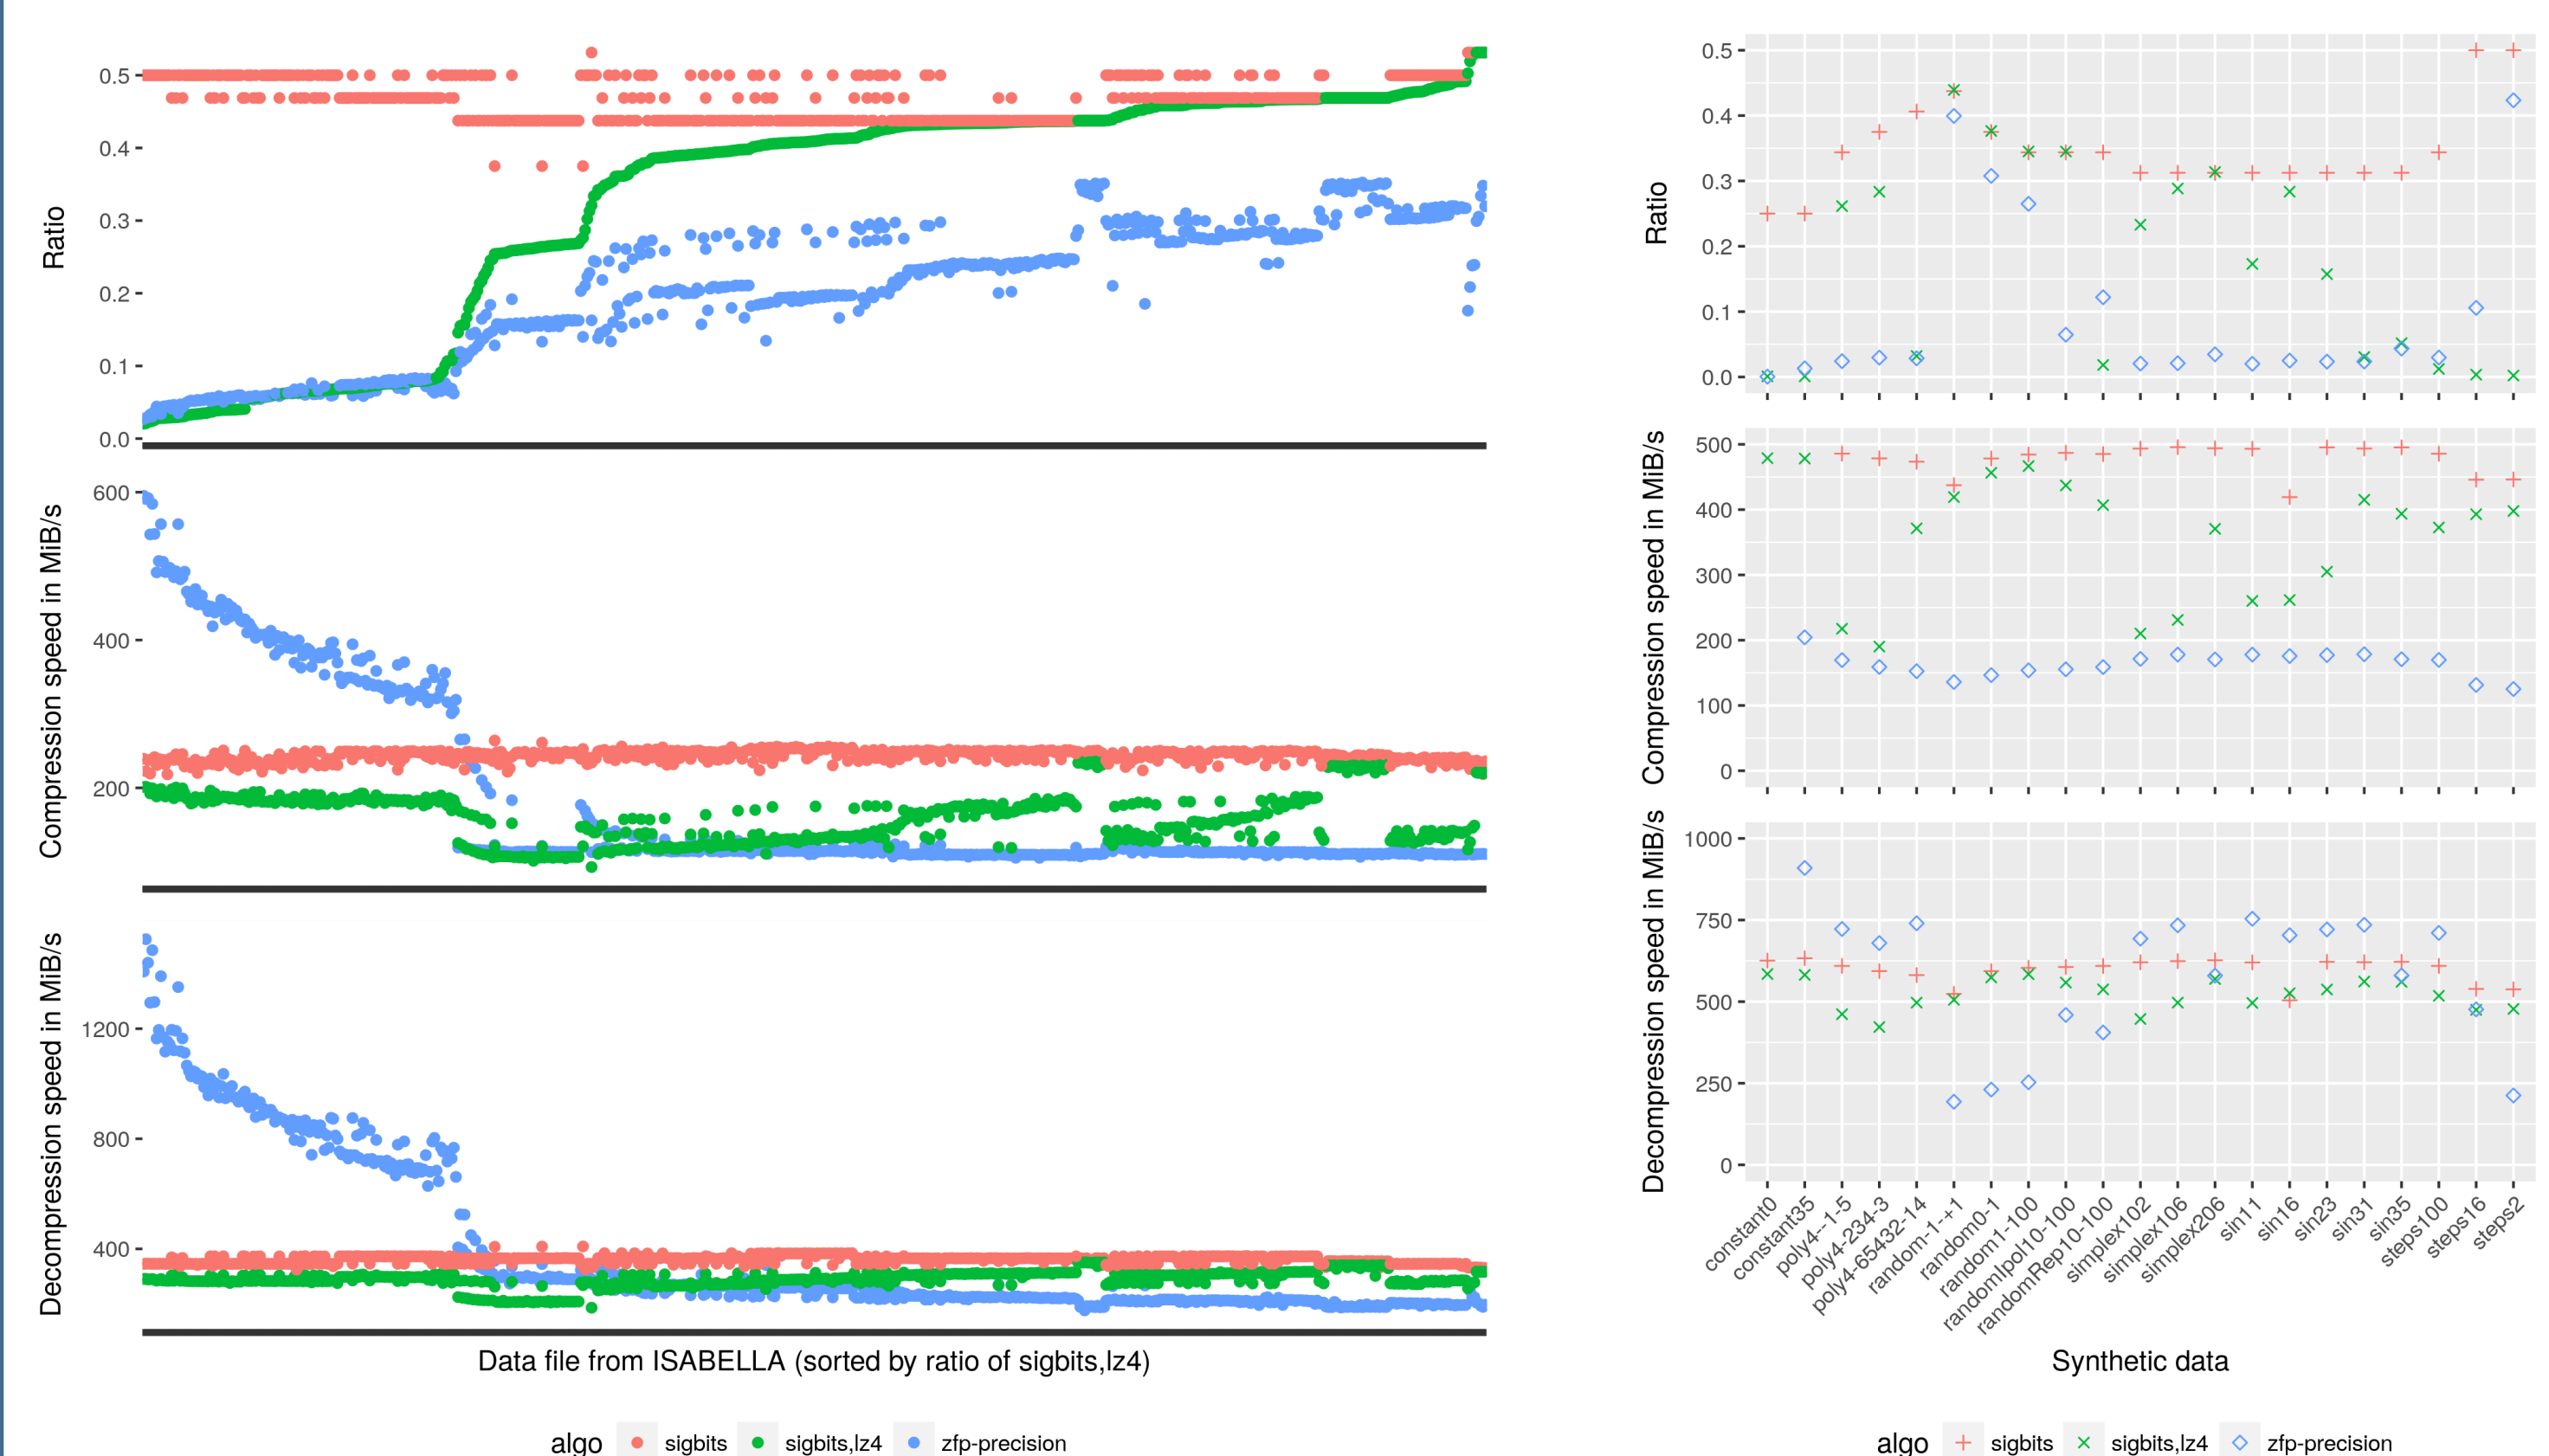 Ratio
0.5
0.4
0.3
0.2
0.1
0.0
Compression speed in MiB/s
600
400
200
Decompression speed in MiB/s
1200
800
400
Data file from ISABELLA (sorted by ratio of sigbits,lz4)
algo sigbits sigbits,lz4 zfp-precision
Ratio
0.5
0.4
0.3
0.2
0.1
0.0
Compression speed in MiB/s
500
400
300
200
100
0
Decompression speed in MiB/s
1000
750
500
250
0
constant0
constant35
poly4--1-5
poly4-234-3
poly4-65432-14
random-1-+1
random0-1
random1-100
randomIpol10-100
randomRep10-100
simplex102
simplex106
simplex206
sin11
sin16
sin23
sin31
sin35
steps100
steps16
steps2
Synthetic data
algo sigbits sigbits,lz4 zfp-precision